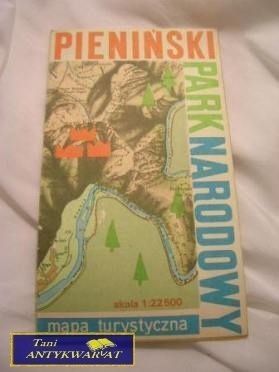 PIENIŃSKI
PARK NARODOWY
skala 1:22500
mapa turystyczna
Tani
ANTYKWARIAT